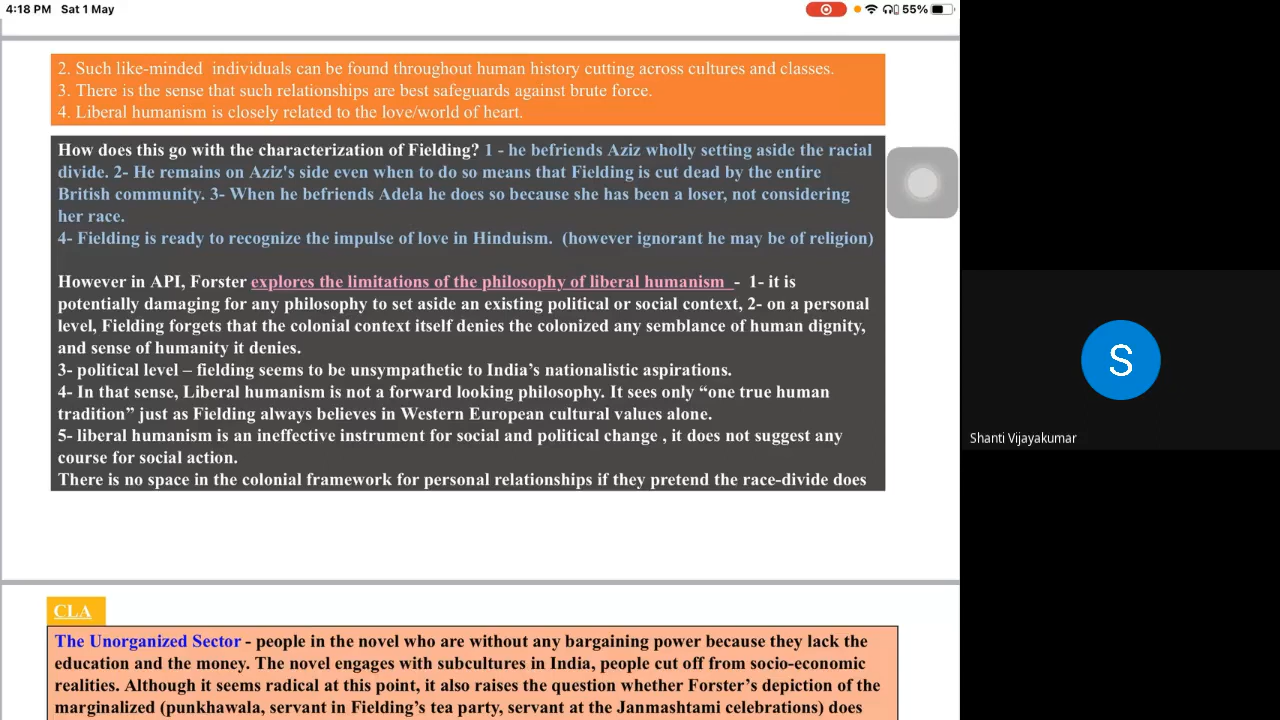 4:18 PM Sat 1 May
55%
2. Such like-minded individuals can be found throughout human history cutting across cultures and classes.
3. There is the sense that such relationships are best safeguards against brute force.
4. Liberal humanism is closely related to the love/world of heart.
How does this go with the characterization of Fielding? 1 - he befriends Aziz wholly setting aside the racial
divide. 2- He remains on Aziz's side even when to do so means that Fielding is cut dead by the entire
British community. 3- When he befriends Adela he does so because she has been a loser, not considering
her race.
4- Fielding is ready to recognize the impulse of love in Hinduism. (however ignorant he may be of religion)
However in API, Forster explores the limitations of the philosophy of liberal humanism - 1- it is
potentially damaging for any philosophy to set aside an existing political or social context, 2- on a personal
level, Fielding forgets that the colonial context itself denies the colonized any semblance of human dignity,
and sense of humanity it denies.
3- political level – fielding seems to be unsympathetic to India’s nationalistic aspirations.
4- In that sense, Liberal humanism is not a forward looking philosophy. It sees only “one true human
tradition” just as Fielding always believes in Western European cultural values alone.
5- liberal humanism is an ineffective instrument for social and political change , it does not suggest any
course for social action.
There is no space in the colonial framework for personal relationships if they pretend the race-divide does
S
Shanti Vijayakumar
CLA
The Unorganized Sector - people in the novel who are without any bargaining power because they lack the
education and the money. The novel engages with subcultures in India, people cut off from socio-economic
realities. Although it seems radical at this point, it also raises the question whether Forster’s depiction of the
marginalized (punkhawala, servant in Fielding’s tea party, servant at the Janmashtami celebrations) does